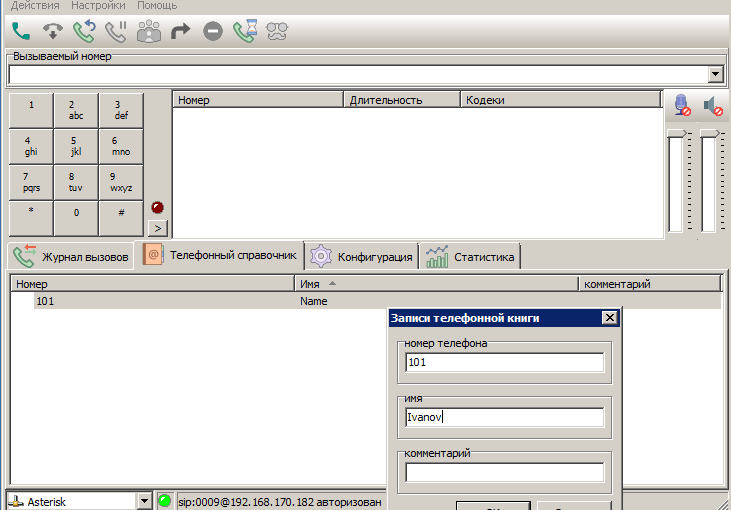 Действия Настройки Помощь
Вызываемый номер
1 2 3
abc def
4 5 6
ghi jkl mno
7 8 9
pqrs tuv wxyz
* 0 #
>
Номер Длительность Кодеки
Журнал вызовов Телефонный справочник Конфигурация Статистика
Номер Имя комментарий
101 Name
Записи телефонной книги
номер телефона
101
имя
Ivanov
комментарий
Asterisk sip:0009@192.168.170.182 авторизован